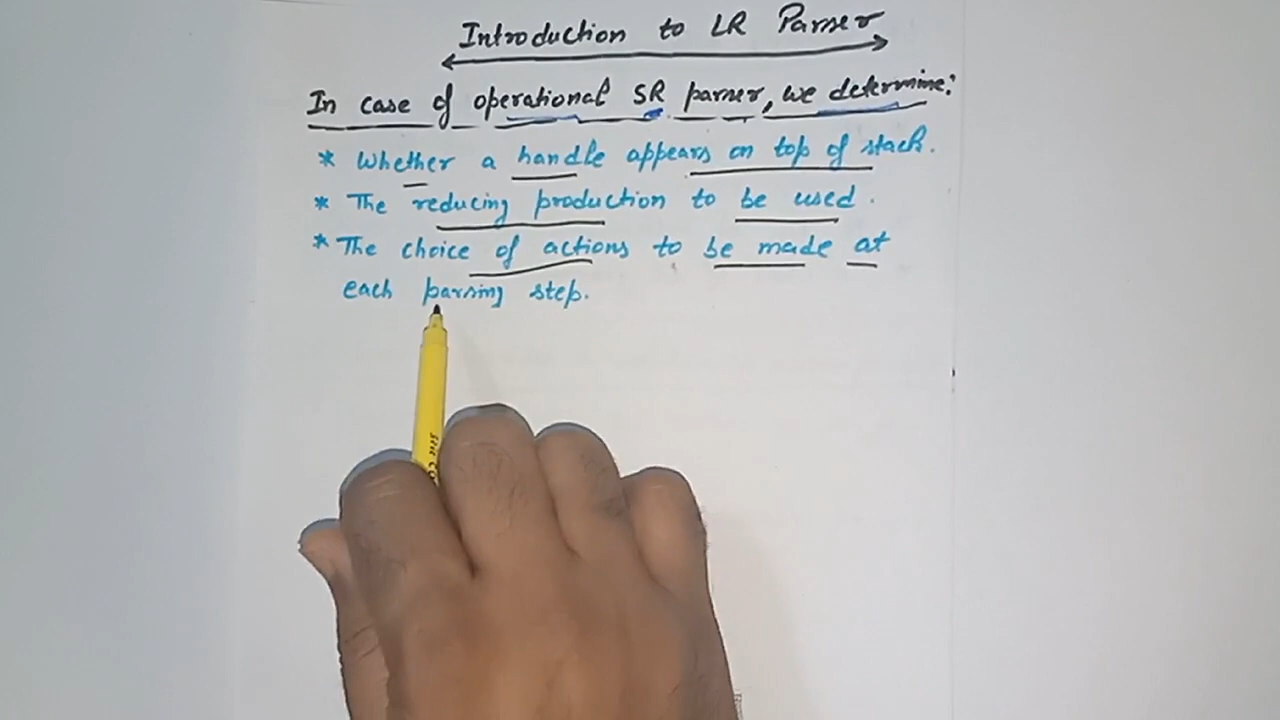 Introduction to LR Parser
In case of operational SR parser, we determine:
* Whether a handle appears on top of stack.
* The reducing production to be used.
* The choice of actions to be made at
each parsing step.